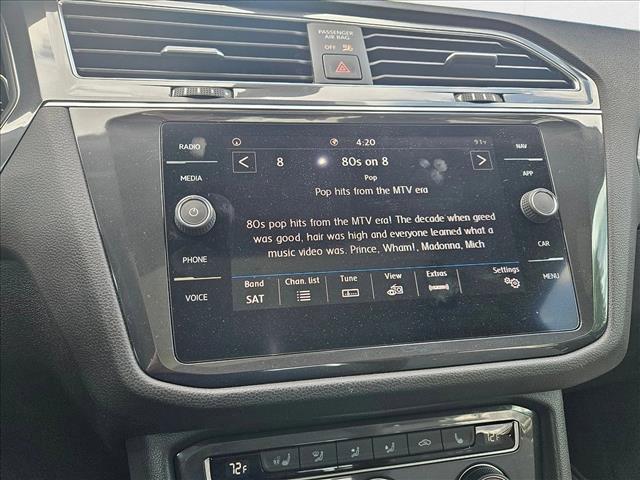 PASSENGER
AIR BAG
OFF
RADIO
4:20
91°F
NAV
8
80s on 8
MEDIA
Pop
APP
Pop hits from the MTV era
80s pop hits from the MTV era! The decade when greed
was good, hair was high and everyone learned what a
music video was. Prince, Wham!, Madonna, Mich
PHONE
CAR
Band
Chan. list
Tune
View
Extras
Settings
MENU
VOICE
SAT
72°F
72°F